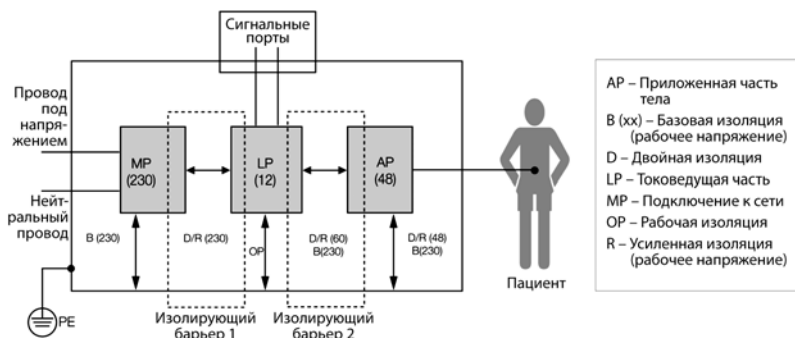 Сигнальные
порты
Провод
под
напря-
жением
Нейт-
ральный
провод
MP
(230)
LP
(12)
AP
(48)
B (230)
D/R (230)
OP
D/R (60)
B(230)
D/R (48)
B(230)
PE
Изолирующий
барьер 1
Изолирующий
барьер 2
Пациент
AP – Приложенная часть
тела
B (xx) – Базовая изоляция
(рабочее напряжение)
D – Двойная изоляция
LP – Токоведущая часть
MP – Подключение к сети
OP – Рабочая изоляция
R – Усиленная изоляция
(рабочее напряжение)